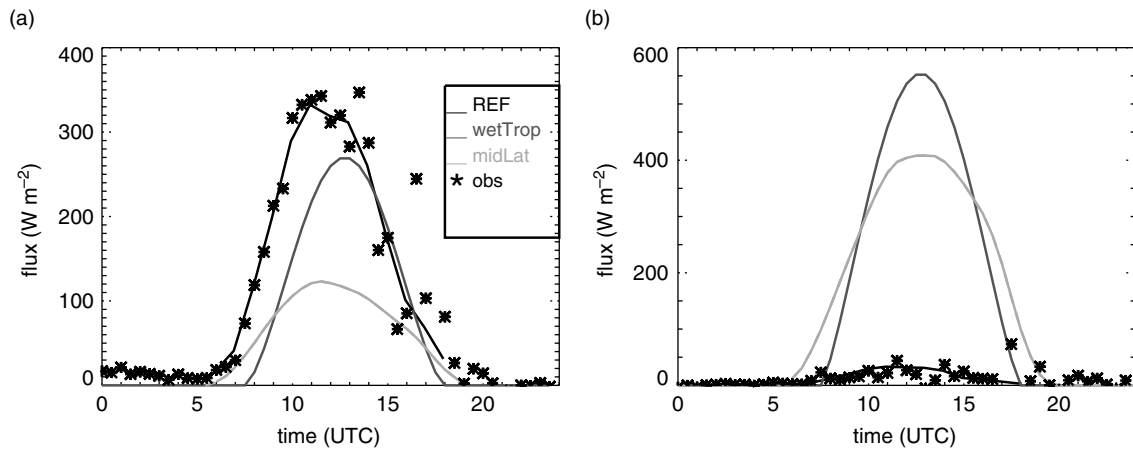 (a)
400
300
200
100
0
flux (W m−2)
0 5 10 15 20
time (UTC)
REF
wetTrop
midLat
* obs
(b)
600
400
200
0
flux (W m−2)
0 5 10 15 20
time (UTC)